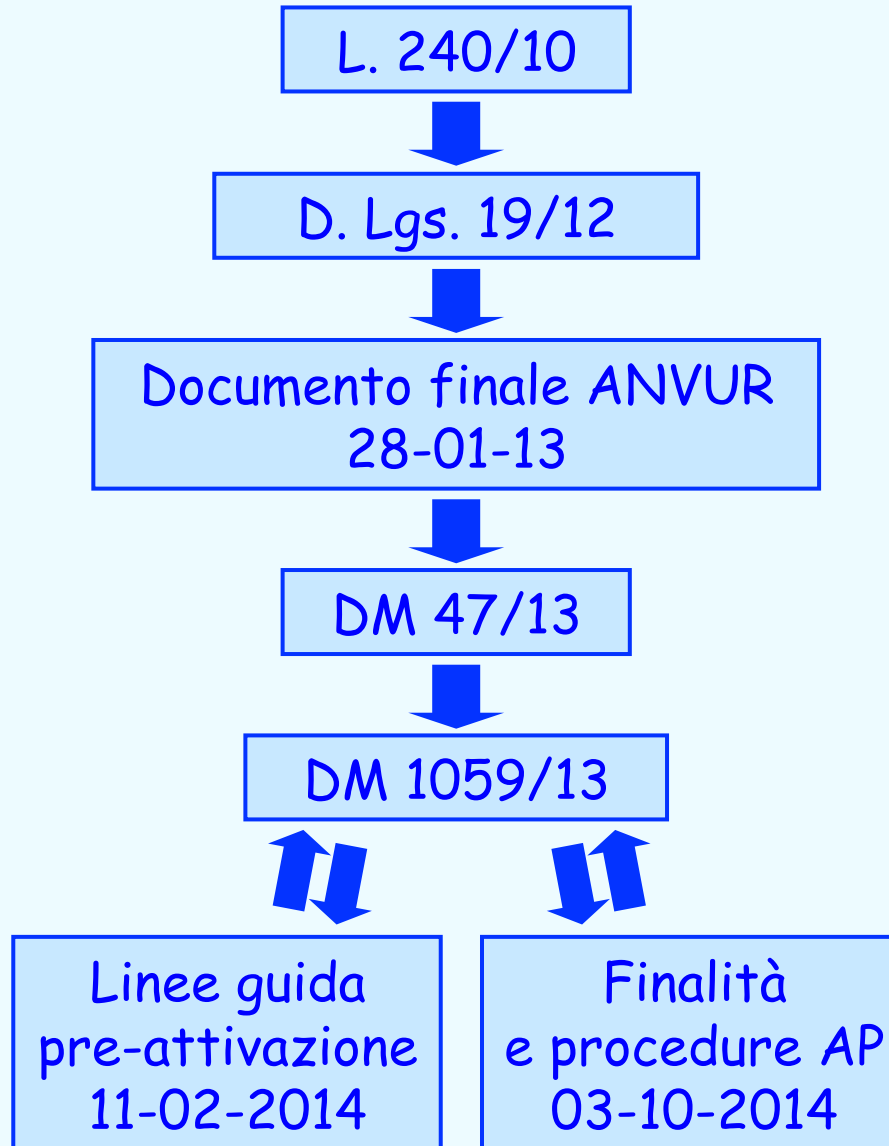 L. 240/10
D. Lgs. 19/12
Documento finale ANVUR
28-01-13
DM 47/13
DM 1059/13
Linee guida
pre-attivazione
11-02-2014
Finalità
e procedure AP
03-10-2014